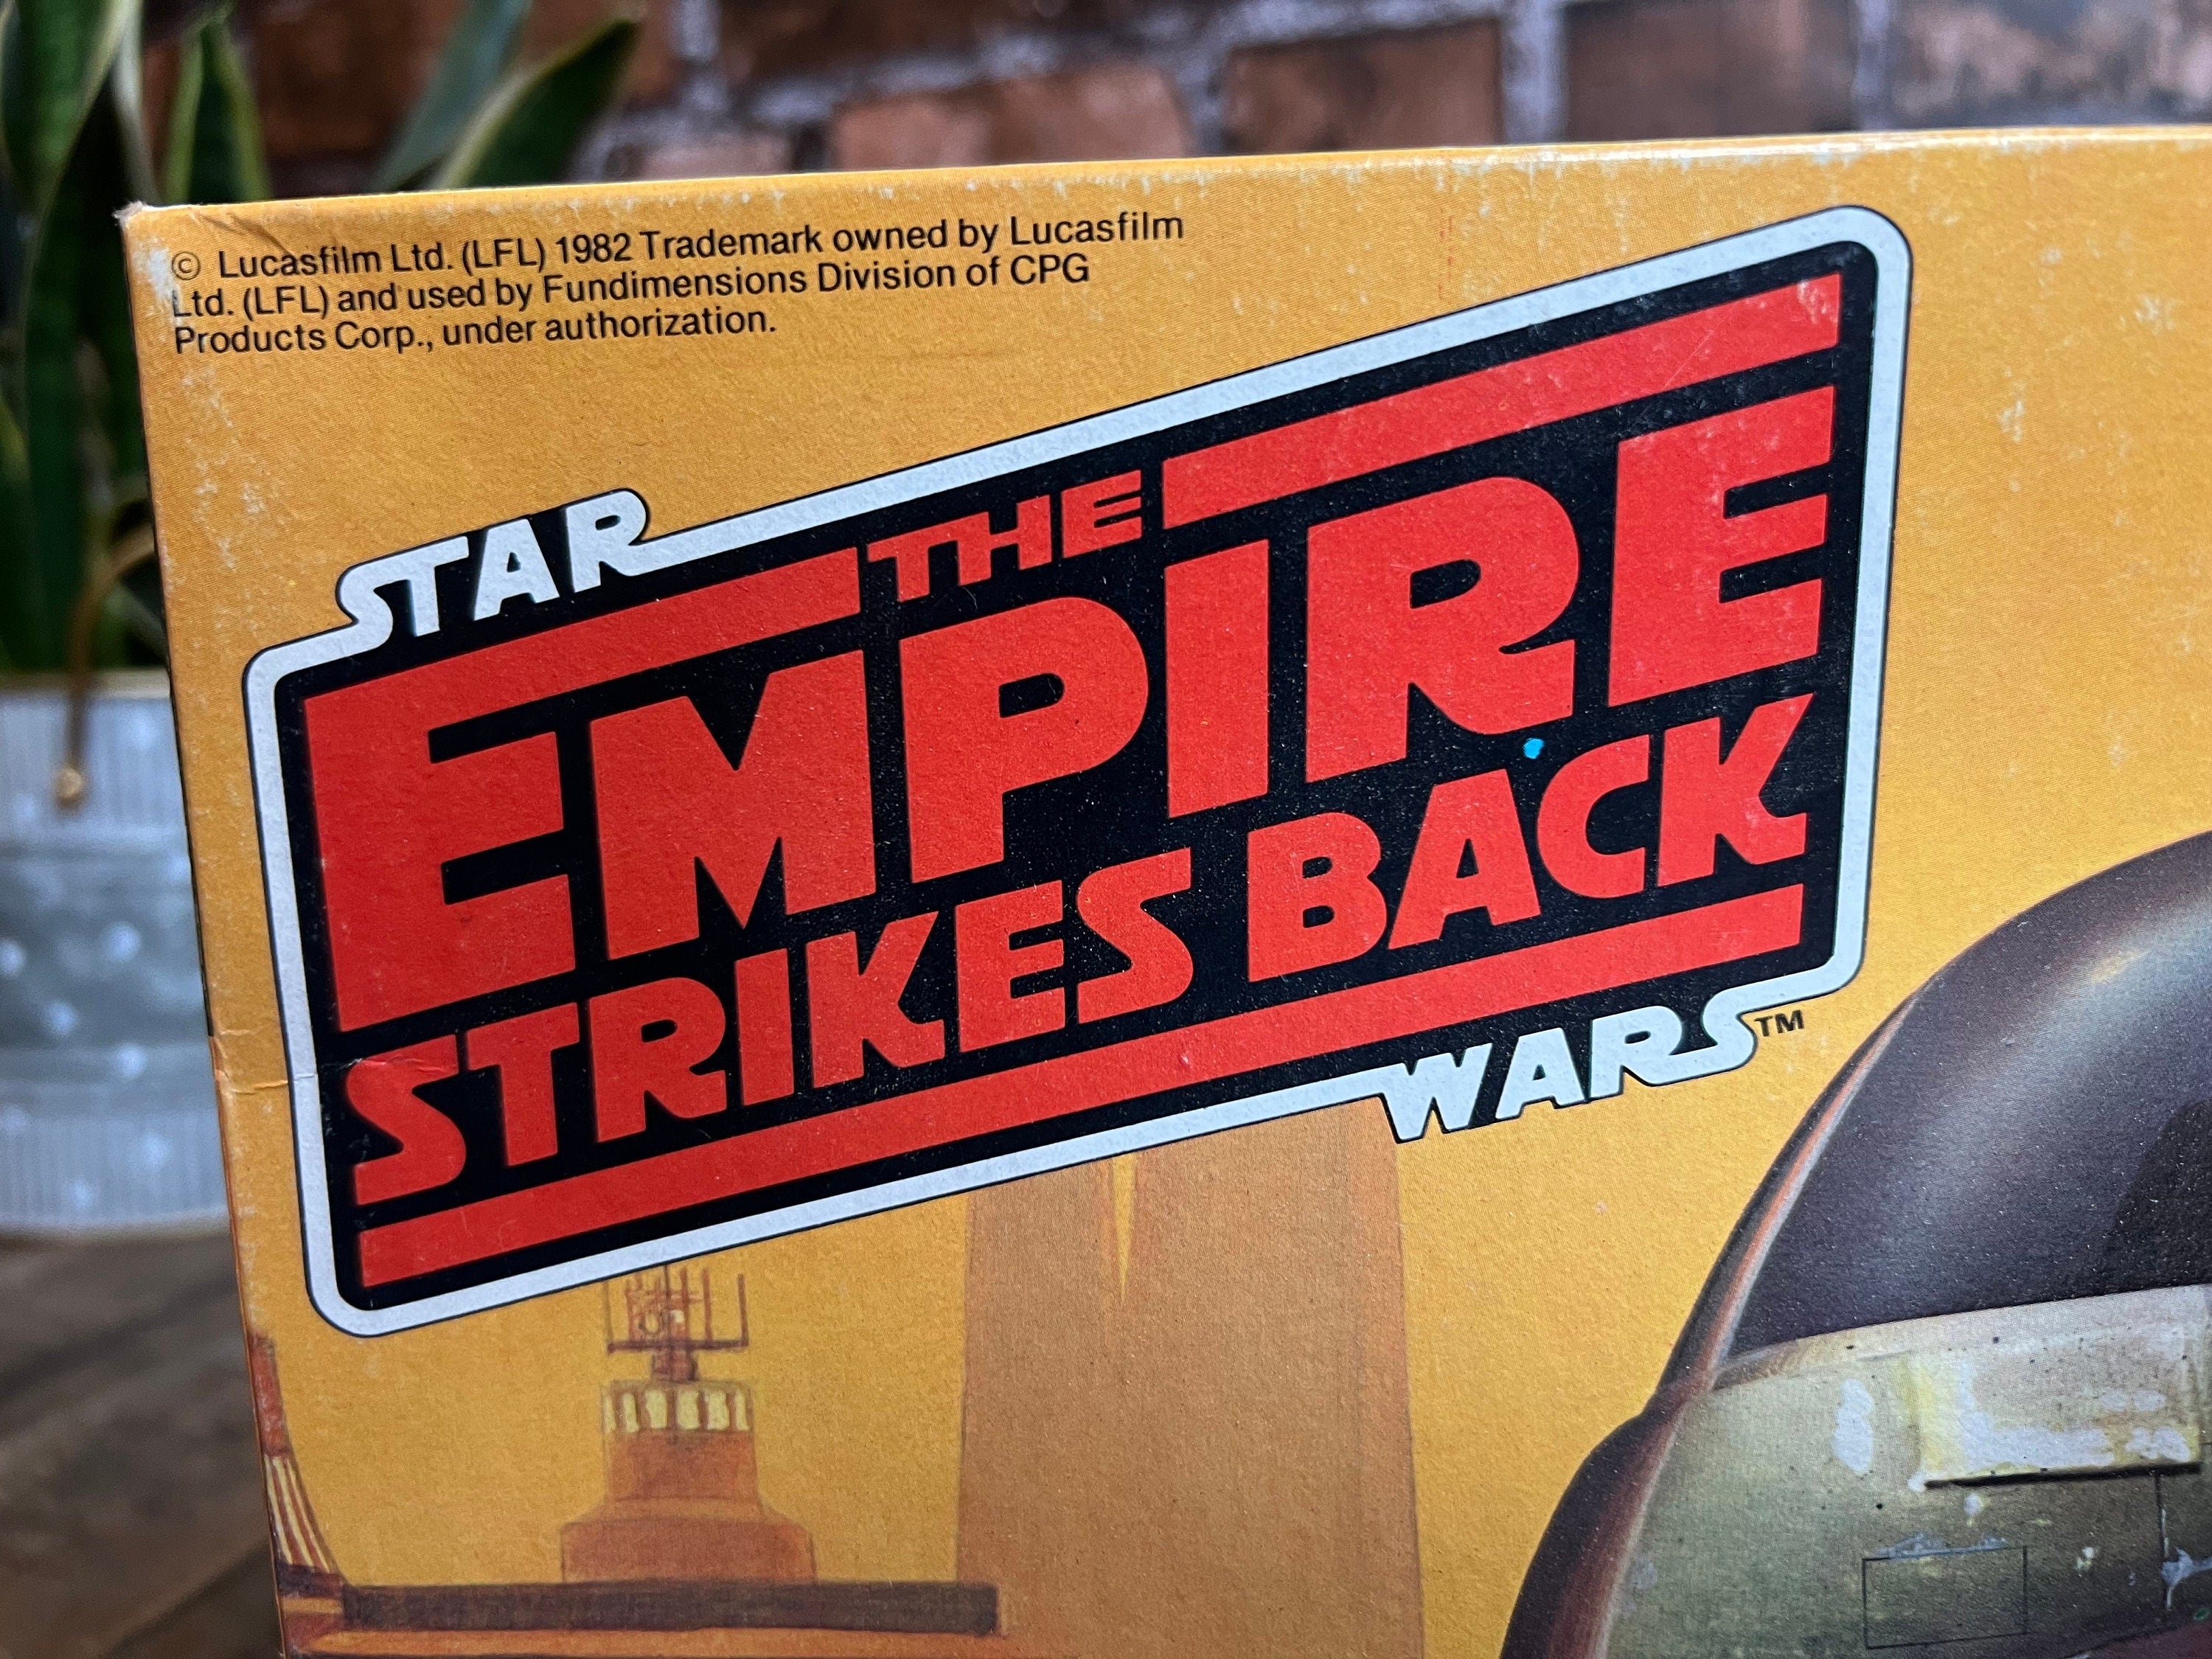 © Lucasfilm Ltd. (LFL) 1982 Trademark owned by Lucasfilm
Ltd. (LFL) and used by Fundimensions Division of CPG
Products Corp., under authorization.
STAR
THE
EMPIRE
STRIKES BACK
WARS™